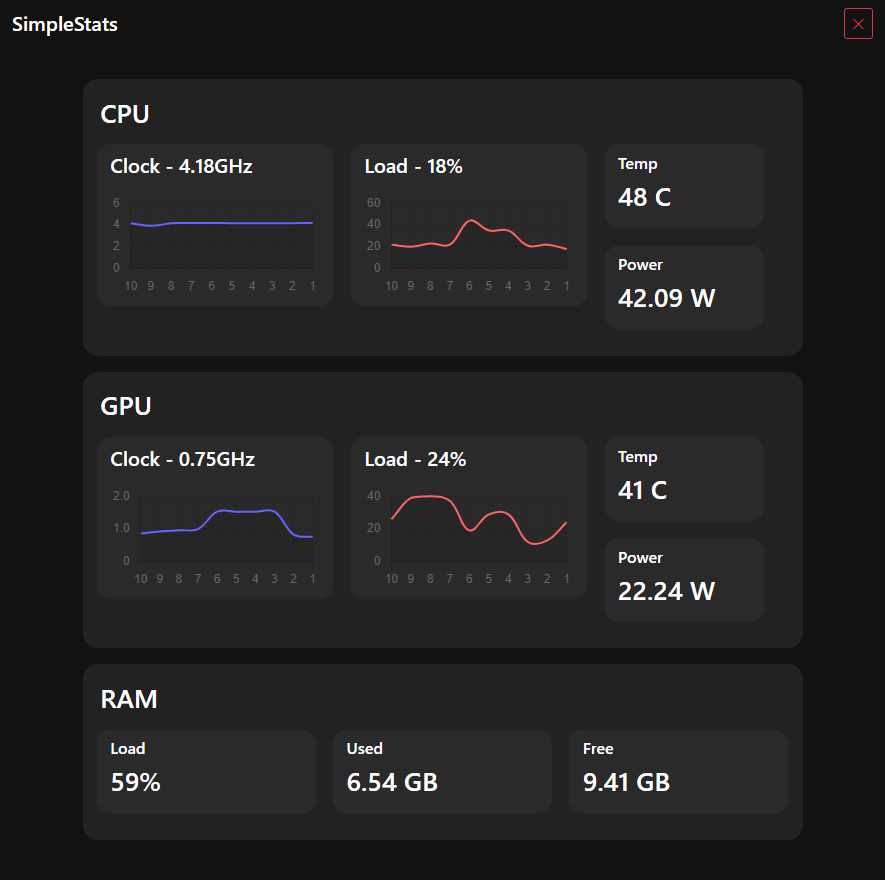 SimpleStats
CPU
Clock - 4.18GHz
6
4
2
0
10 9 8 7 6 5 4 3 2 1
Load - 18%
60
40
20
0
10 9 8 7 6 5 4 3 2 1
Temp
48 C
Power
42.09 W
GPU
Clock - 0.75GHz
2.0
1.0
0
10 9 8 7 6 5 4 3 2 1
Load - 24%
40
20
0
10 9 8 7 6 5 4 3 2 1
Temp
41 C
Power
22.24 W
RAM
Load
59%
Used
6.54 GB
Free
9.41 GB